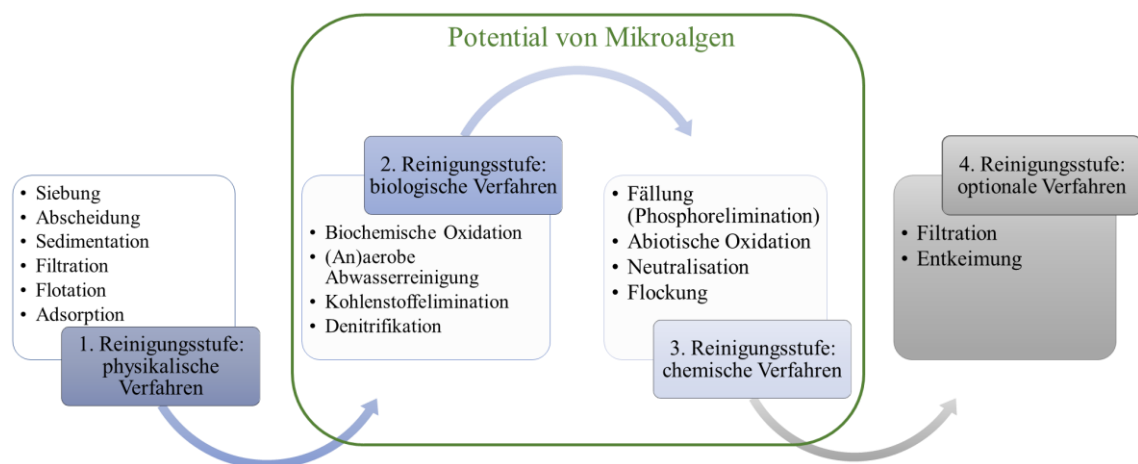 Potential von Mikroalgen
• Siebung
• Abscheidung
• Sedimentation
• Filtration
• Flotation
• Adsorption
1. Reinigungsstufe:
physikalische
Verfahren
2. Reinigungsstufe:
biologische Verfahren
• Biochemische Oxidation
• (An)aerobe
Abwasserreinigung
• Kohlenstoffelimination
• Denitrifikation
• Fällung
(Phosphorelimination)
• Abiotische Oxidation
• Neutralisation
• Flockung
3. Reinigungsstufe:
chemische Verfahren
4. Reinigungsstufe:
optionale Verfahren
• Filtration
• Entkeimung